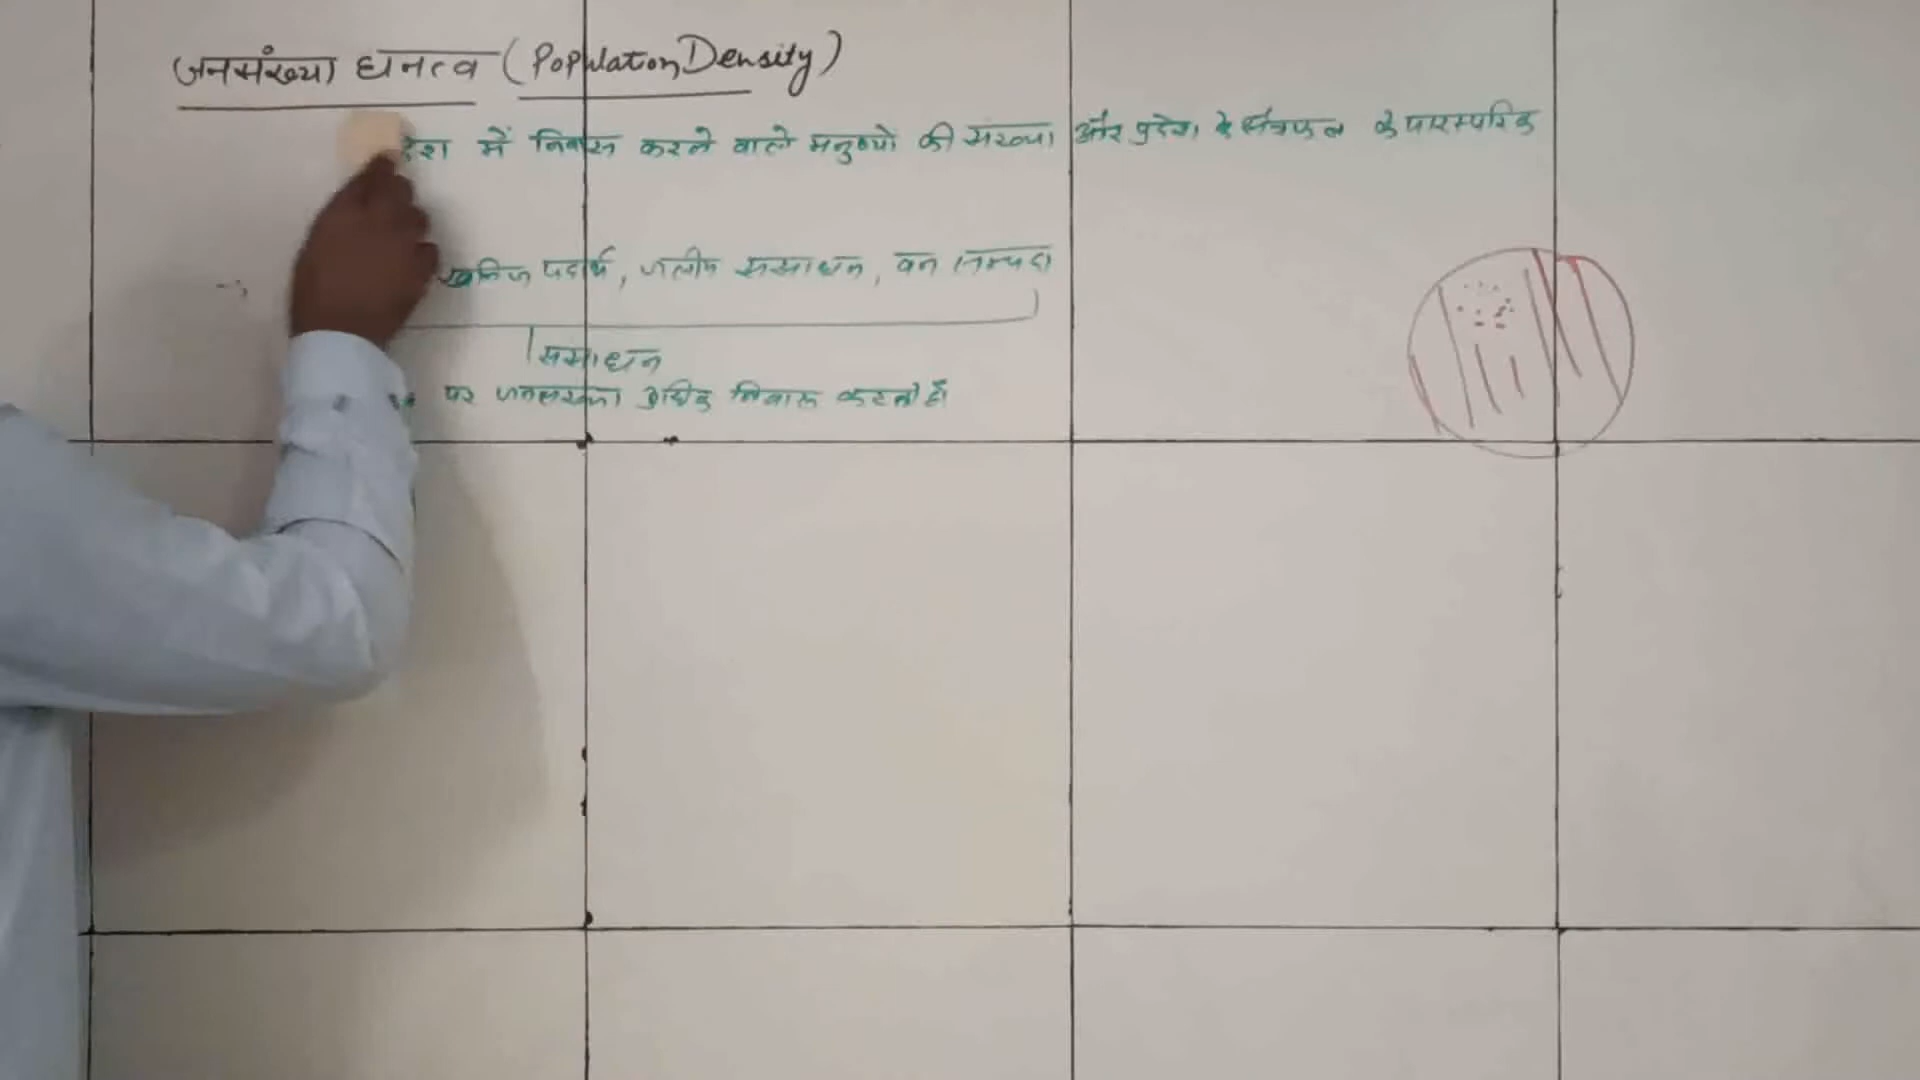 जनसंख्या घनत्व (Population Density)
देश में निवास करने वाले मनुष्यों की संख्या और प्रदेश के क्षेत्रफल के पारस्परिक
खनिज पदार्थ, जलीय संसाधन, वन सम्पदा
संसाधन
पर जनसंख्या अधिक निवास करती है।